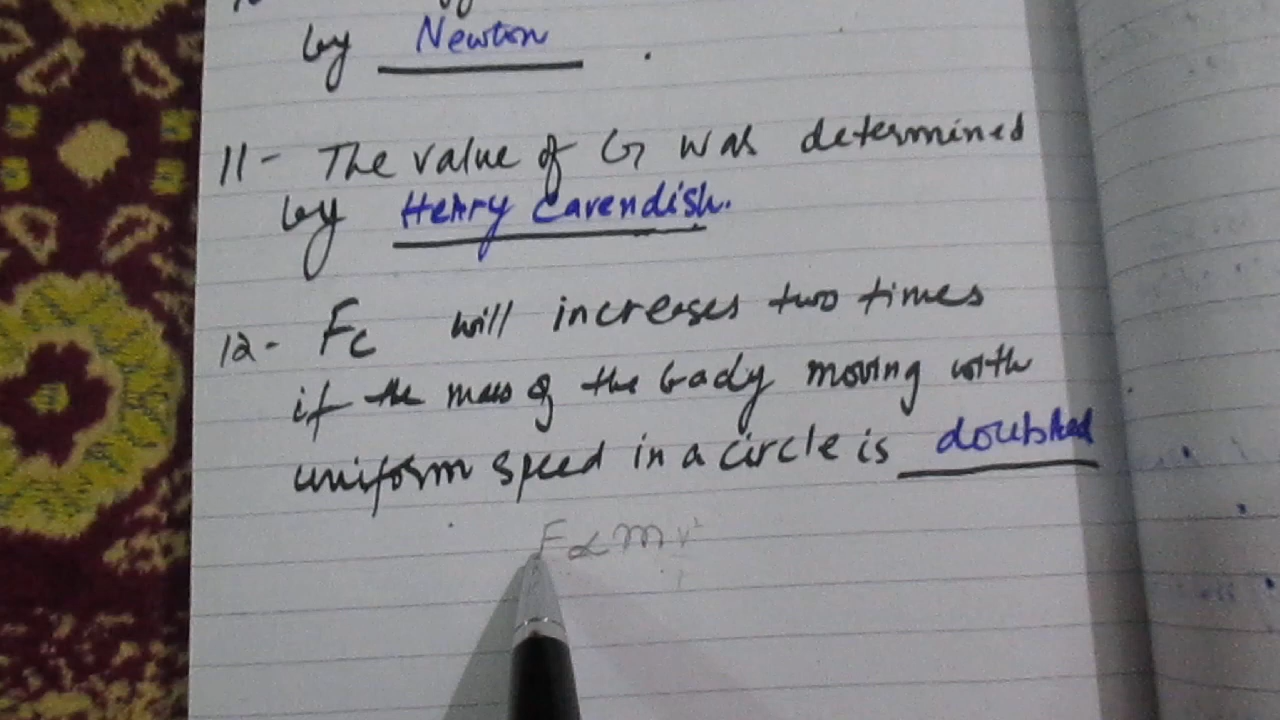 by Newton.
11- The value of G was determined
by Henry Cavendish.
12- Fc will increases two times
if the mass of the body moving with
uniform speed in a circle is doubled
F∝mv²